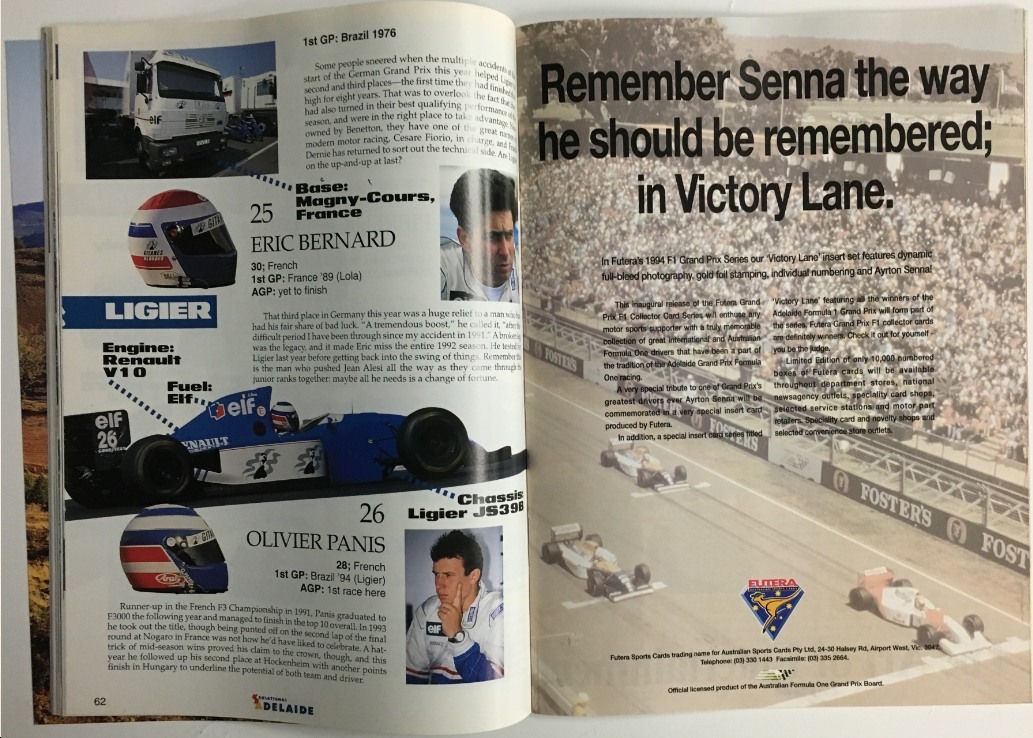 1st GP: Brazil 1976
Some people sneered when the multiple accidents at
start of the German Grand Prix this year helped
second and third places—the first time they had finished
high for eight years. That was to overlook the fact that
had also turned in their best qualifying performance of
season, and were in the right place to take advantage.
owned by Benetton, they have one of the great names
modern motor racing, Cesare Fiorio, in charge, and
Dernie has returned to sort out the technical side. Are
on the up-and-up at last?
elf
Base:
Magny-Cours,
France
25
ERIC BERNARD
30; French
1st GP: France '89 (Lola)
AGP: yet to finish
LIGIER
That third place in Germany this year was a huge relief to a man who
had his fair share of bad luck. "A tremendous boost," he called it, "after
difficult period I have been through since my accident in 1991." A broken
was the legacy, and it made Eric miss the entire 1992 season. He tested
Ligier last year before getting back into the swing of things. Remember
is the man who pushed Jean Alesi all the way as they came through
junior ranks together: maybe all he needs is a change of fortune.
Engine:
Renault
V10
Fuel:
Elf
elf
elf
26
Chassis:
Ligier JS39B
26
OLIVIER PANIS
28; French
1st GP: Brazil '94 (Ligier)
AGP: 1st race here
Arai
elf
Runner-up in the French F3 Championship in 1991, Panis graduated to
F3000 the following year and managed to finish in the top 10 overall. In 1993
he took out the title, though being punted off on the second lap of the final
round at Nogaro in France was not how he'd have liked to celebrate. A hat-
trick of mid-season wins proved his claim to the crown, though, and this
year he followed up his second place at Hockenheim with another points
finish in Hungary to underline the potential of both team and driver.
62
ADELAIDE
Remember Senna the way
he should be remembered;
in Victory Lane.
In Futera's 1994 F1 Grand Prix Series our 'Victory Lane' insert set features dynamic
full-bleed photography, gold foil stamping, individual numbering and Ayrton Senna!
This inaugural release of the Futera Grand
Prix F1 Collector Card Series will enthuse any
motor sports supporter with a truly memorable
collection of great international and Australian
Formula One drivers that have been a part of
the tradition of the Adelaide Grand Prix Formula
One racing.
A very special tribute to one of Grand Prix's
greatest drivers ever Ayrton Senna will be
commemorated in a very special insert card
produced by Futera.
In addition, a special insert card series titled
'Victory Lane' featuring all the winners of the
Adelaide Formula 1 Grand Prix will form part of
the series. Futera Grand Prix F1 collector cards
are definitely winners. Check it out for yourself -
you be the judge.
Limited Edition of only 10,000 numbered
boxes of Futera cards will be available
throughout department stores, national
newsagency outlets, speciality card shops,
selected service stations and motor part
retailers. Speciality card and novelty shops and
selected convenience store outlets.
FOSTER'S
FOST
FUTERA
Futera Sports Cards trading name for Australian Sports Cards Pty Ltd, 24-30 Halsey Rd, Airport West, Vic. 3042.
Telephone: (03) 330 1443 Facsimile: (03) 335 2664.
Official licensed product of the Australian Formula One Grand Prix Board.